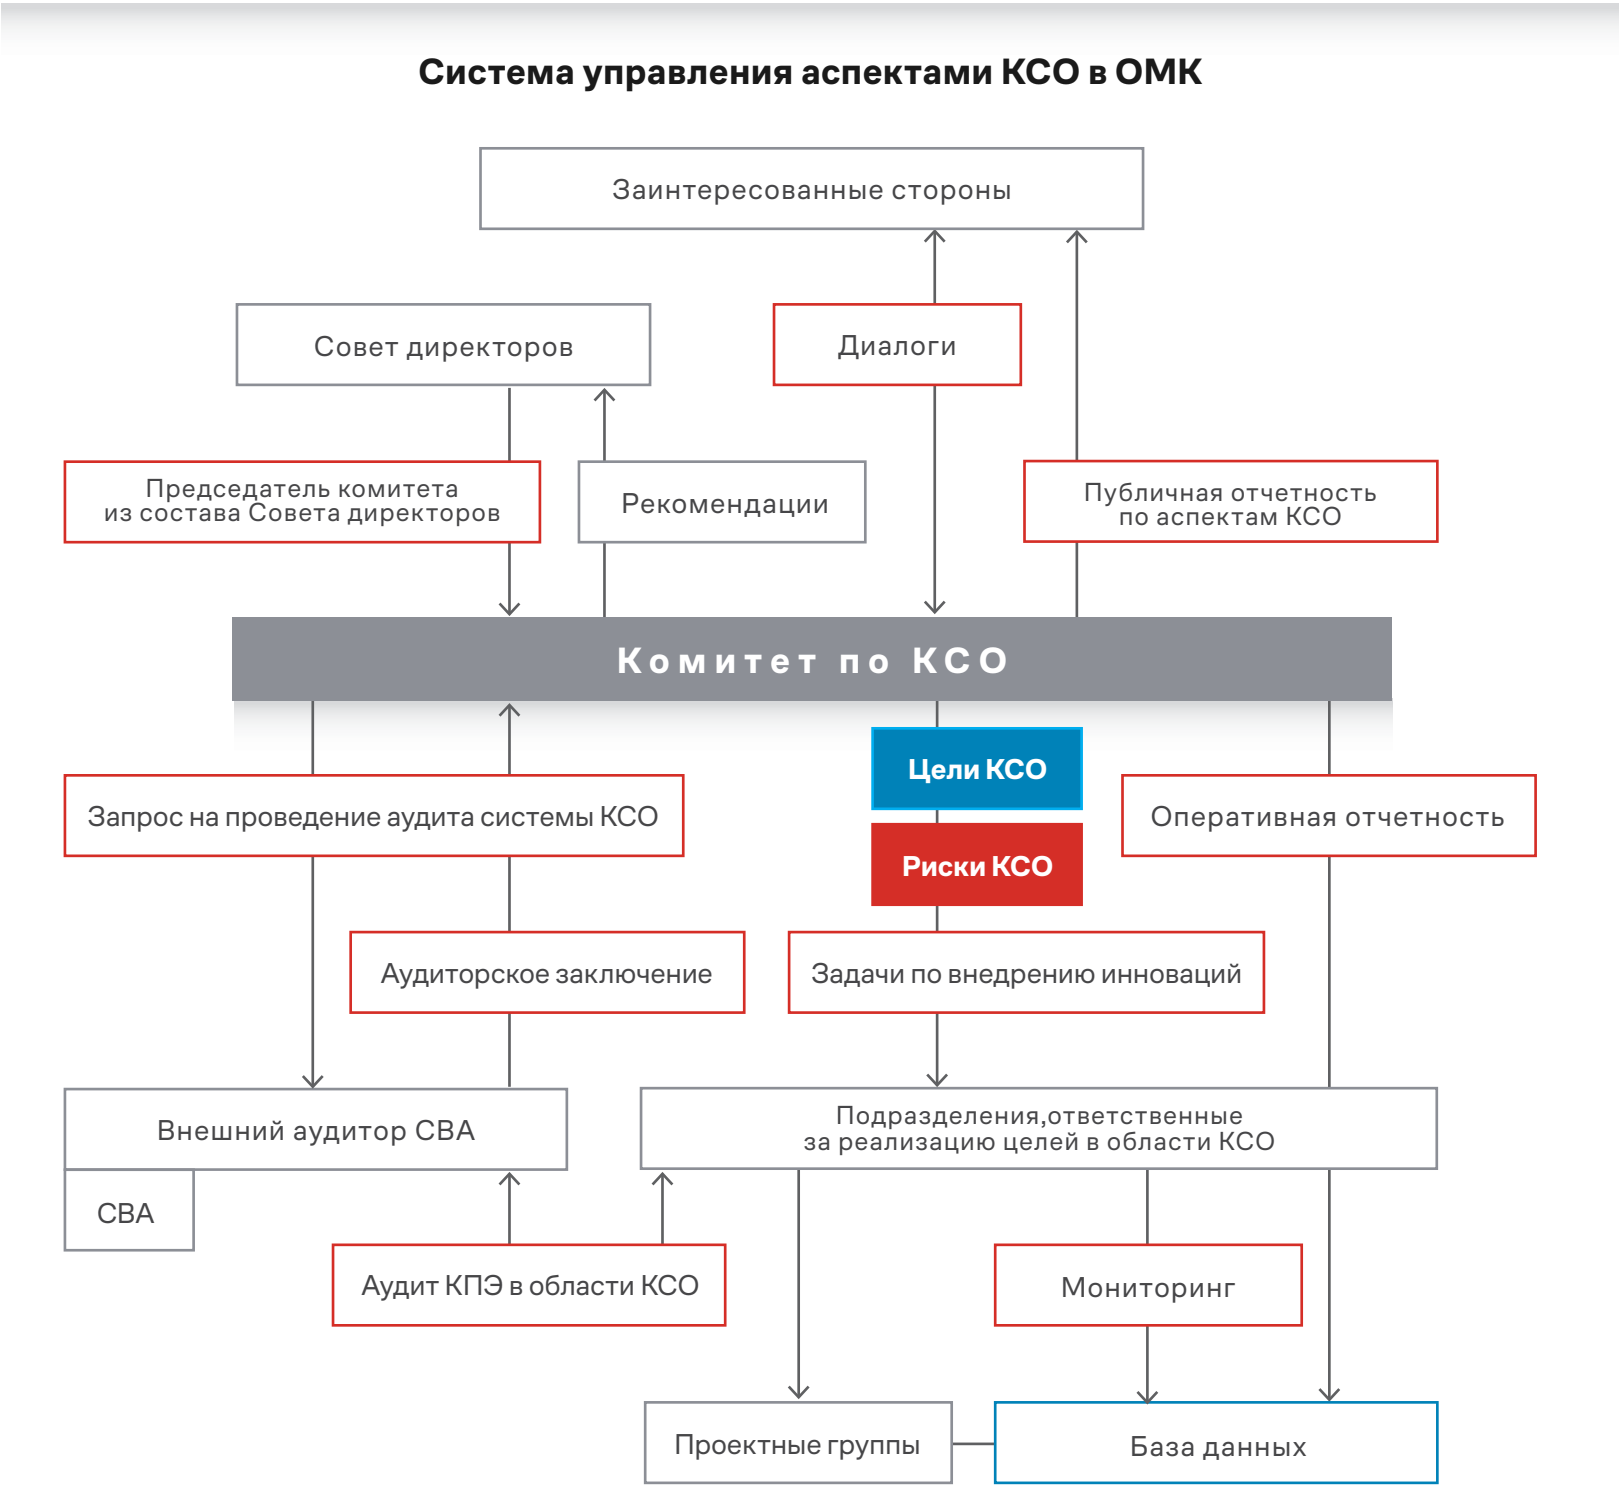 Система управления аспектами КСО в ОМК
Заинтересованные стороны
Совет директоров
Диалоги
Председатель комитета
из состава Совета директоров
Рекомендации
Публичная отчетность
по аспектам КСО
Комитет по КСО
Цели КСО
Запрос на проведение аудита системы КСО
Оперативная отчетность
Риски КСО
Аудиторское заключение
Задачи по внедрению инноваций
Внешний аудитор СВА
Подразделения,ответственные
за реализацию целей в области КСО
СВА
Аудит КПЭ в области КСО
Мониторинг
Проектные группы
База данных